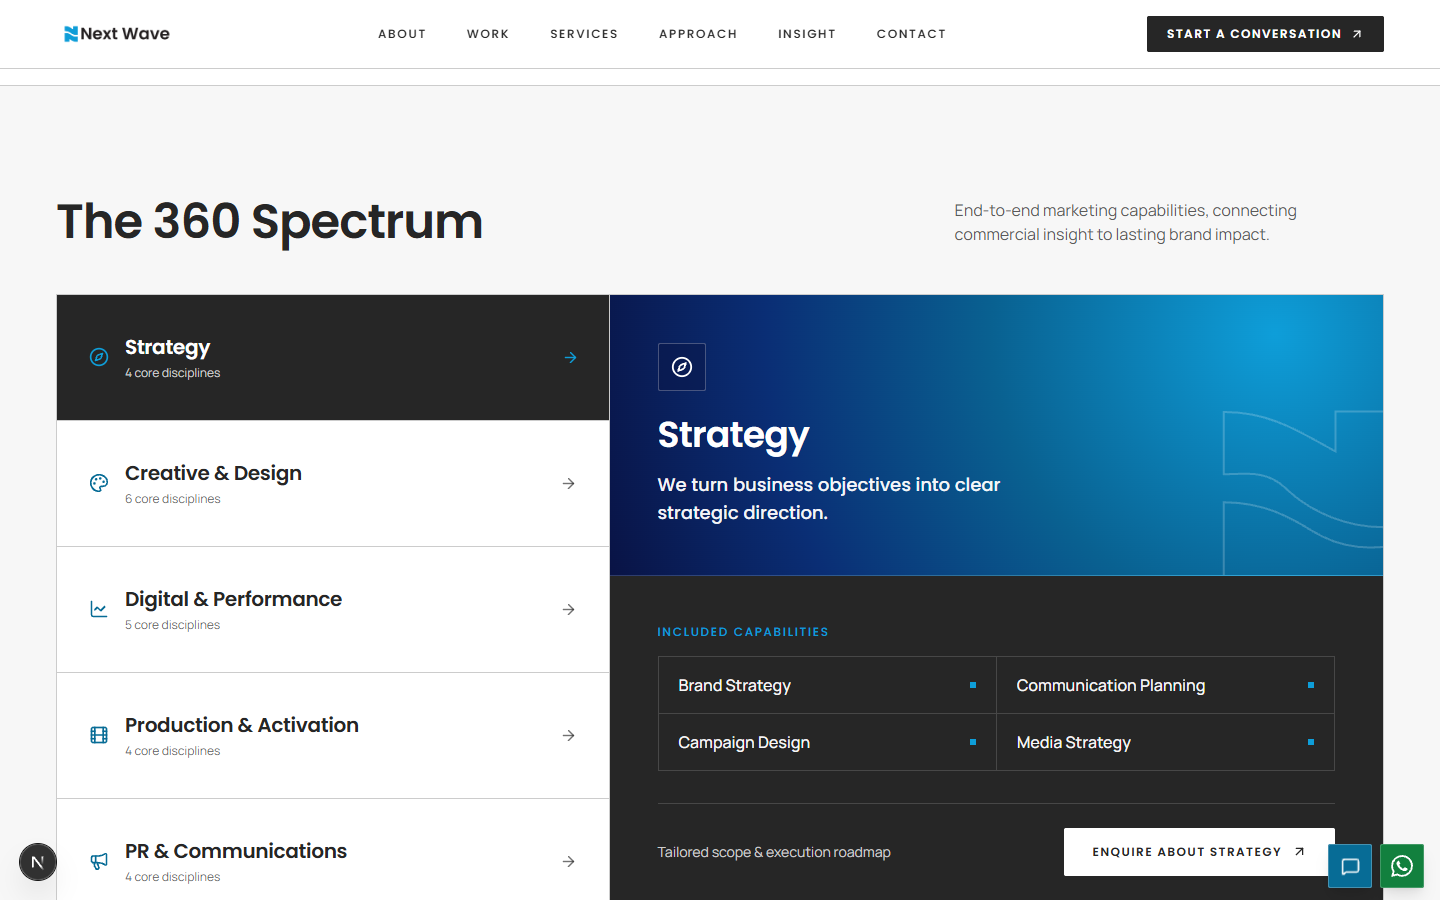 Next Wave
ABOUT
WORK
SERVICES
APPROACH
INSIGHT
CONTACT
START A CONVERSATION
The 360 Spectrum
End-to-end marketing capabilities, connecting
commercial insight to lasting brand impact.
Strategy
4 core disciplines
Creative & Design
6 core disciplines
Digital & Performance
5 core disciplines
Production & Activation
4 core disciplines
PR & Communications
4 core disciplines
Strategy
We turn business objectives into clear
strategic direction.
INCLUDED CAPABILITIES
Brand Strategy
Communication Planning
Campaign Design
Media Strategy
Tailored scope & execution roadmap
ENQUIRE ABOUT STRATEGY
N